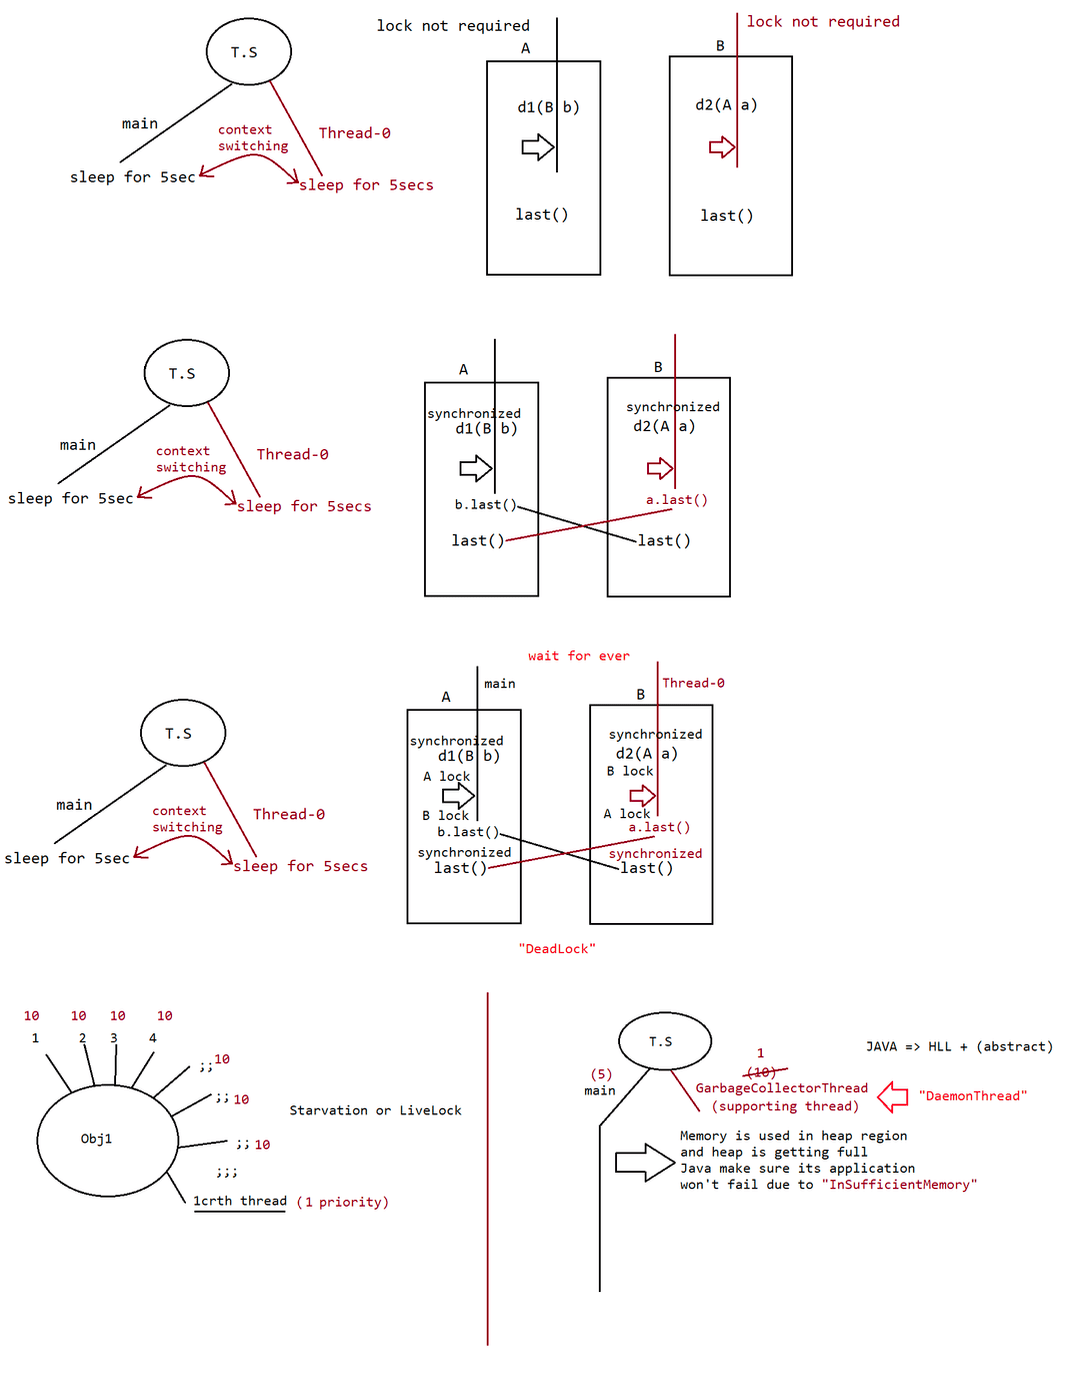 lock not required
lock not required
A
B
T.S
d1(B b)
d2(A a)
main
context
switching
Thread-0
sleep for 5sec
sleep for 5secs
last()
last()
T.S
A
B
synchronized
d1(B b)
synchronized
d2(A a)
main
context
switching
Thread-0
sleep for 5sec
sleep for 5secs
b.last()
a.last()
last()
last()
wait for ever
main
Thread-0
A
B
T.S
synchronized
d1(B b)
A lock
B lock
b.last()
synchronized
last()
synchronized
d2(A a)
B lock
A lock
a.last()
synchronized
last()
main
context
switching
Thread-0
sleep for 5sec
sleep for 5secs
"DeadLock"
10 10 10 10
1 2 3 4
;;10
;;10
;;10
;;;
Obj1
Starvation or LiveLock
1crth thread (1 priority)
T.S
JAVA => HLL + (abstract)
(5)
main
1
(10)
GarbageCollectorThread
(supporting thread)
"DaemonThread"
Memory is used in heap region
and heap is getting full
Java make sure its application
won't fail due to "InSufficientMemory"